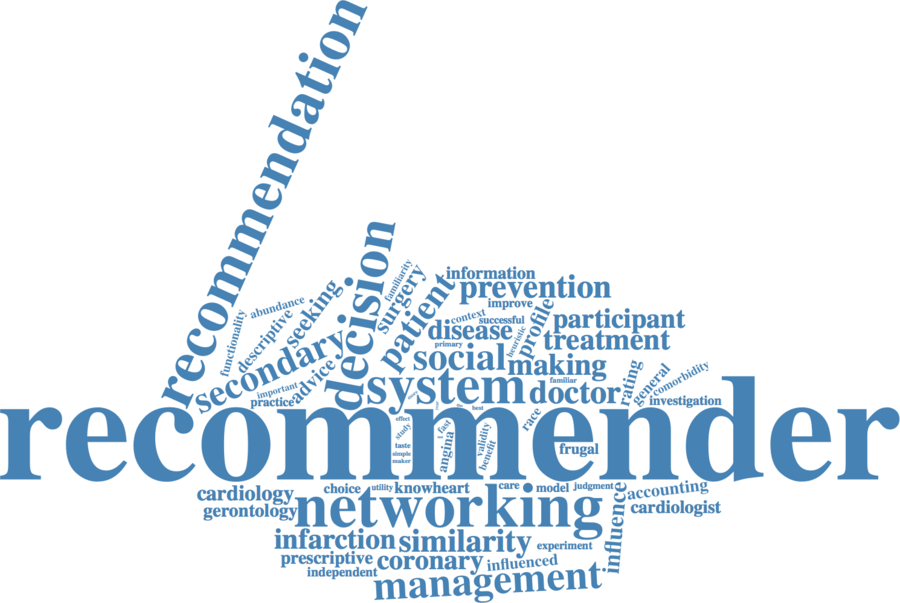 recommendation
decision
familiarity
information
surgery
patient
prevention
improve
abundance
seeking
functionality
descriptive
context
successful
profile
participant
disease
heuristic
treatment
secondary
primary
social
making
advice
important
system
familiar
doctor
rating
general
comorbidity
practice
investigation
recommender
best
race
effect
study
fast
validity
taste
angina
benefit
simple
maker
frugal
cardiology
choice
utility
knowheart
care
model
judgment
accounting
gerontology
networking
influence
cardiologist
infarction
similarity
experiment
prescriptive
coronary
influenced
independent
management